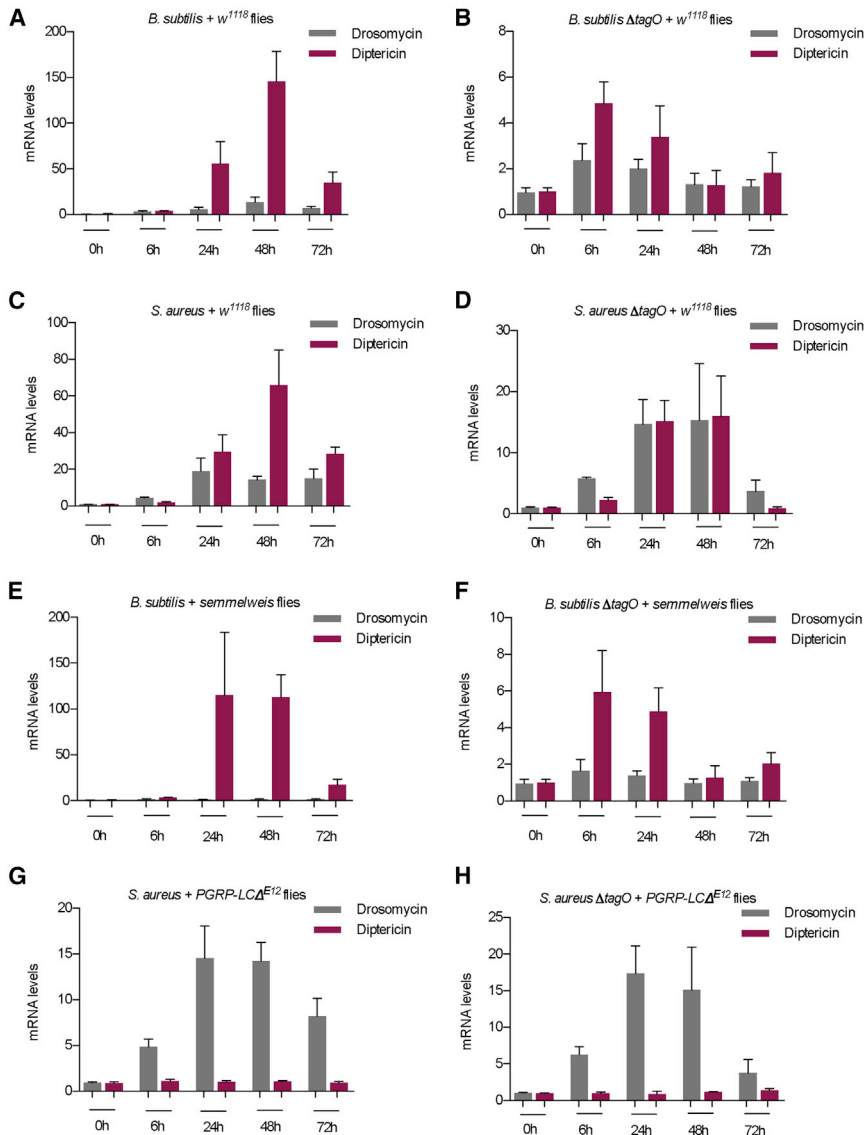 A
B. subtilis + w1118 flies
Drosomycin
Diptericin
mRNA levels
200
150
100
50
0
0h 6h 24h 48h 72h
B
B. subtilis ΔtagO + w1118 flies
Drosomycin
Diptericin
mRNA levels
8
6
4
2
0
0h 6h 24h 48h 72h
C
S. aureus + w1118 flies
Drosomycin
Diptericin
mRNA levels
100
80
60
40
20
0
0h 6h 24h 48h 72h
D
S. aureus ΔtagO + w1118 flies
Drosomycin
Diptericin
mRNA levels
30
20
10
0
0h 6h 24h 48h 72h
E
B. subtilis + semmelweis flies
Drosomycin
Diptericin
mRNA levels
200
150
100
50
0
0h 6h 24h 48h 72h
F
B. subtilis ΔtagO + semmelweis flies
Drosomycin
Diptericin
mRNA levels
10
8
6
4
2
0
0h 6h 24h 48h 72h
G
S. aureus + PGRP-LCΔE12 flies
Drosomycin
Diptericin
mRNA levels
20
15
10
5
0
0h 6h 24h 48h 72h
H
S. aureus ΔtagO + PGRP-LCΔE12 flies
Drosomycin
Diptericin
mRNA levels
25
20
15
10
5
0
0h 6h 24h 48h 72h